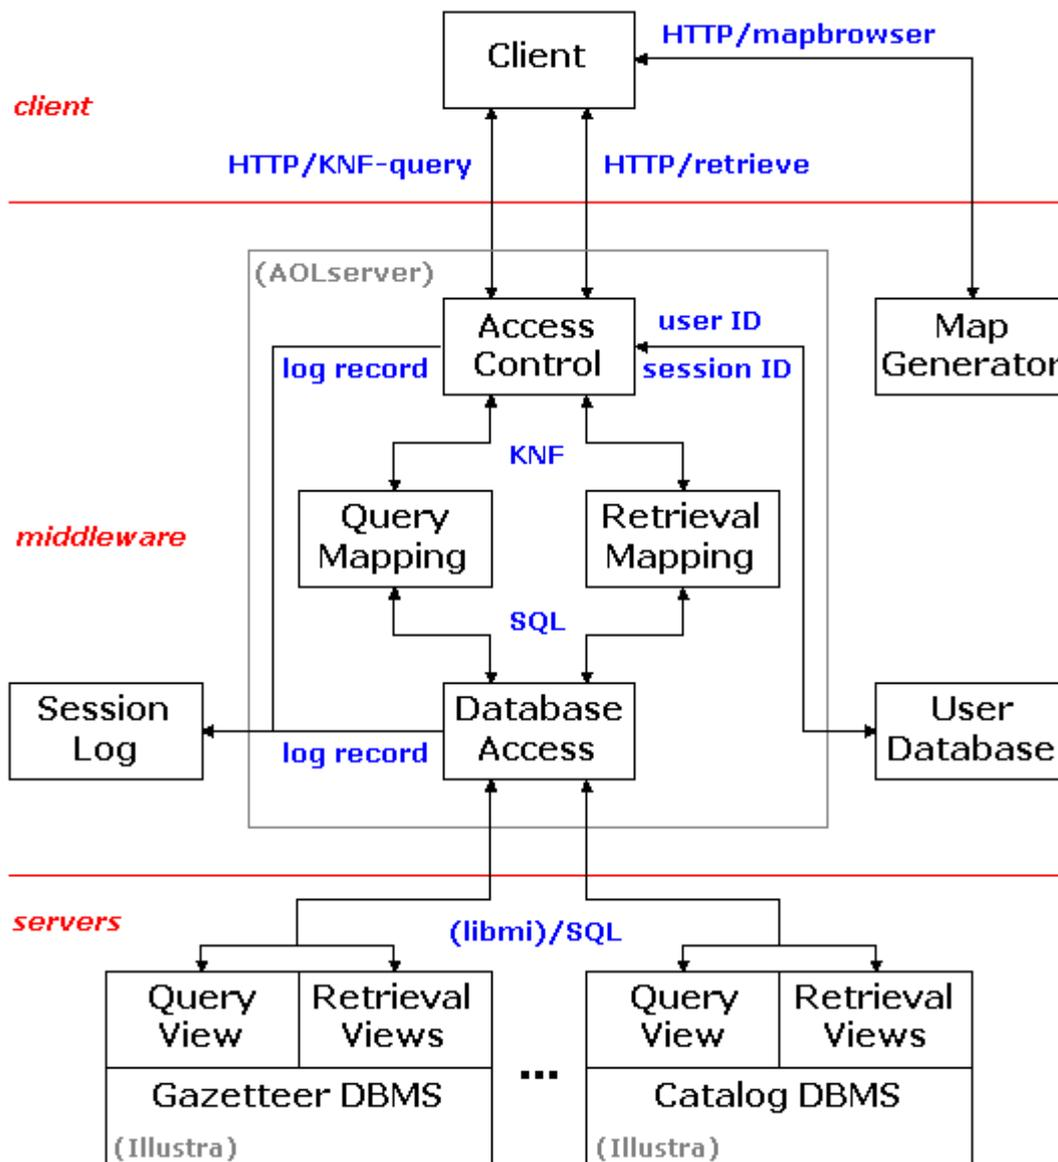 Client
HTTP/mapbrowser
client
HTTP/KNF-query
HTTP/retrieve
(AOLserver)
Access
Control
user ID
session ID
log record
Map
Generator
KNF
middleware
Query
Mapping
Retrieval
Mapping
SQL
Session
Log
Database
Access
log record
User
Database
servers
(libmi)/SQL
Query
View
Retrieval
Views
Gazetteer DBMS
(Illustra)
...
Query
View
Retrieval
Views
Catalog DBMS
(Illustra)